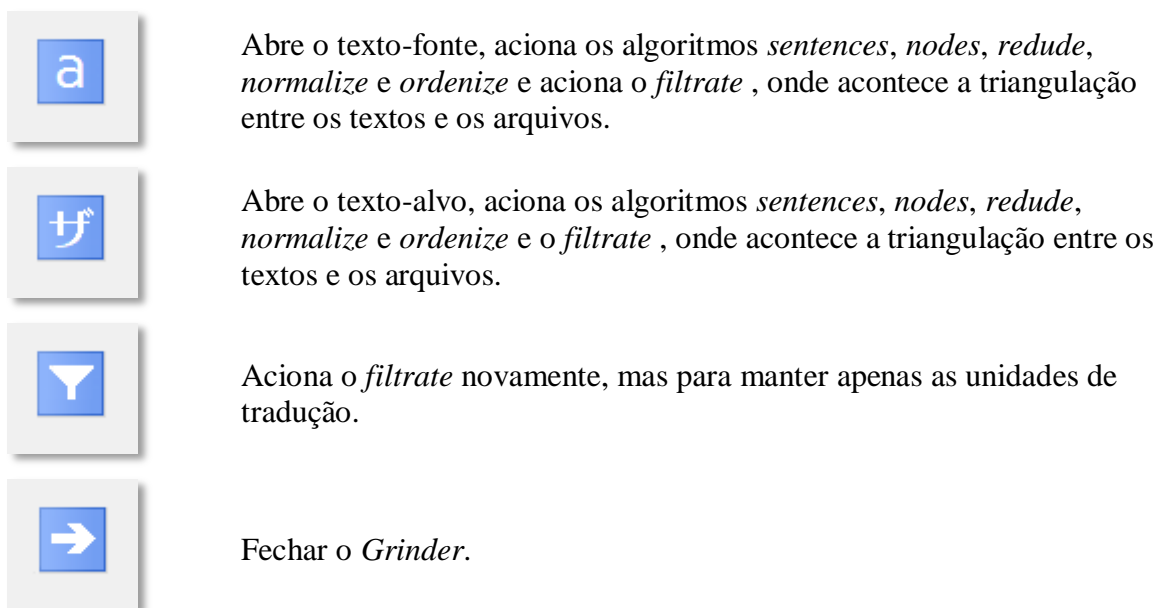 a
Abre o texto-fonte, aciona os algoritmos sentences, nodes, redude,
normalize e ordenize e aciona o filtrate , onde acontece a triangulação
entre os textos e os arquivos.
ザ
Abre o texto-alvo, aciona os algoritmos sentences, nodes, redude,
normalize e ordenize e o filtrate , onde acontece a triangulação entre os
textos e os arquivos.
Aciona o filtrate novamente, mas para manter apenas as unidades de
tradução.
Fechar o Grinder.